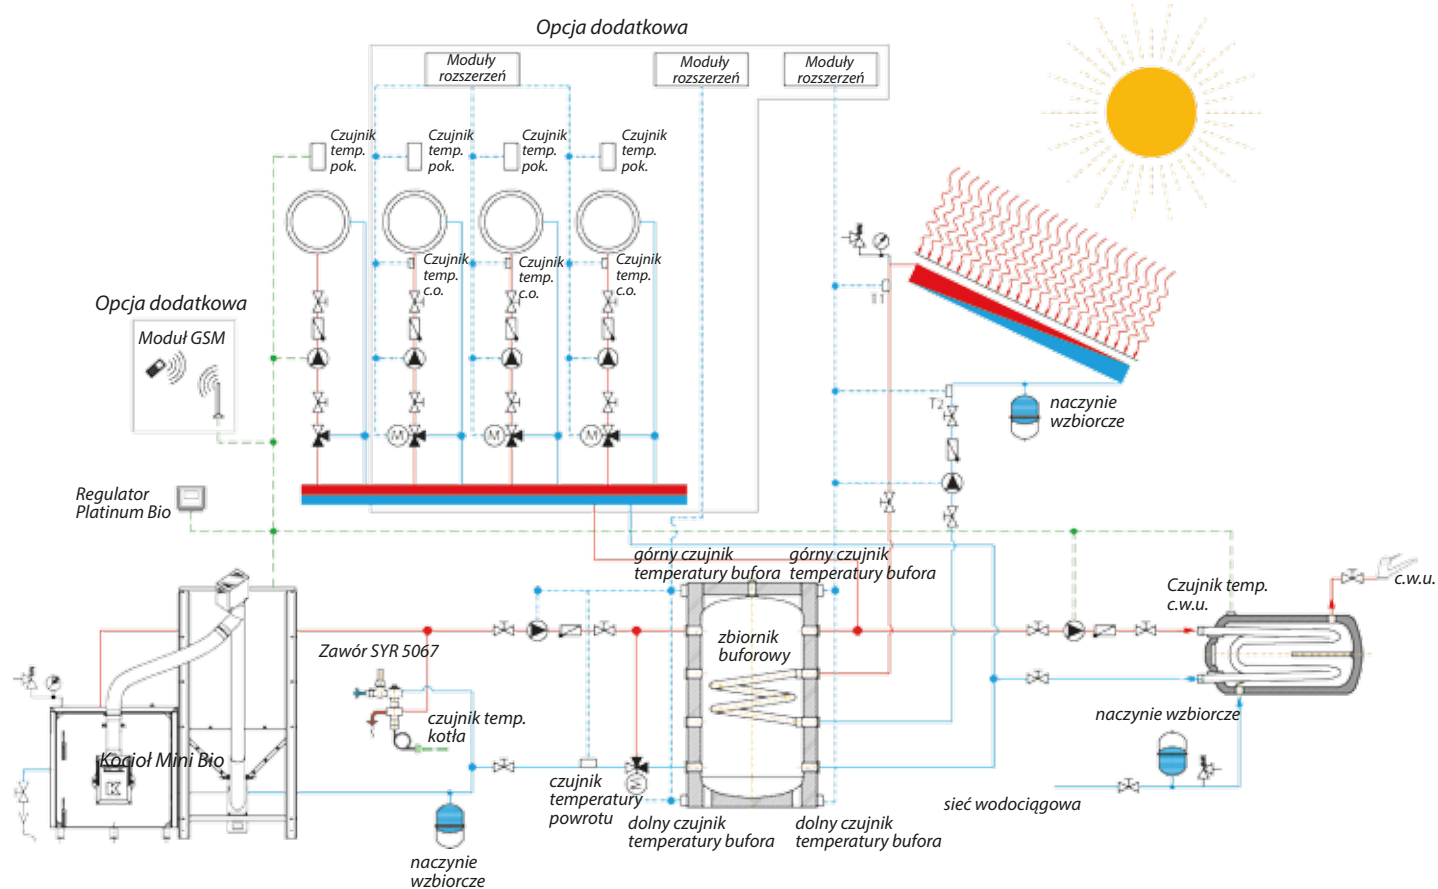 Opcja dodatkowa
Moduły
rozszerzeń
Moduły
rozszerzeń
Moduły
rozszerzeń
Czujnik
temp.
pok.
Czujnik
temp.
pok.
Czujnik
temp.
pok.
Czujnik
temp.
pok.
Czujnik
temp.
c.o.
Czujnik
temp.
c.o.
Czujnik
temp.
c.o.
Opcja dodatkowa
Moduł GSM
T1
T2
naczynie
wzbiorcze
M
M
M
Regulator
Platinum Bio
górny czujnik
temperatury bufora
górny czujnik
temperatury bufora
Czujnik temp.
c.w.u.
c.w.u.
Zawór SYR 5067
zbiornik
buforowy
czujnik temp.
kotła
naczynie wzbiorcze
Kocioł Mini Bio
K
czujnik
temperatury
powrotu
M
sieć wodociągowa
dolny czujnik
temperatury bufora
dolny czujnik
temperatury bufora
naczynie
wzbiorcze